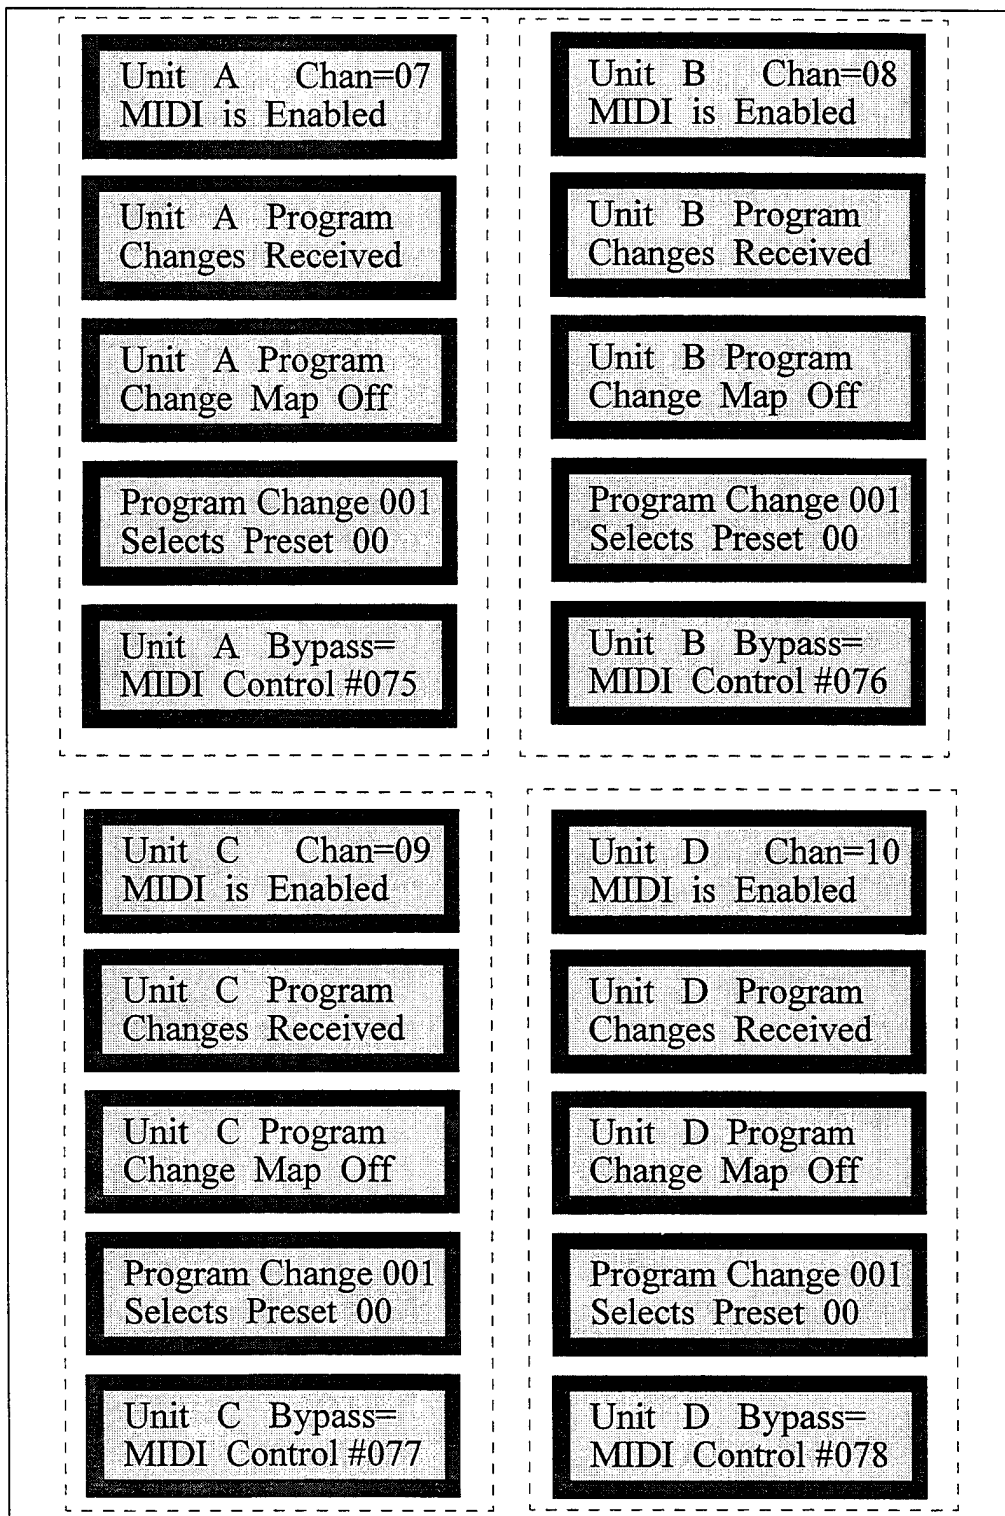 Unit A Chan=07
MIDI is Enabled
Unit A Program
Changes Received
Unit A Program
Change Map Off
Program Change 001
Selects Preset 00
Unit A Bypass=
MIDI Control #075
Unit B Chan=08
MIDI is Enabled
Unit B Program
Changes Received
Unit B Program
Change Map Off
Program Change 001
Selects Preset 00
Unit B Bypass=
MIDI Control #076
Unit C Chan=09
MIDI is Enabled
Unit C Program
Changes Received
Unit C Program
Change Map Off
Program Change 001
Selects Preset 00
Unit C Bypass=
MIDI Control #077
Unit D Chan=10
MIDI is Enabled
Unit D Program
Changes Received
Unit D Program
Change Map Off
Program Change 001
Selects Preset 00
Unit D Bypass=
MIDI Control #078